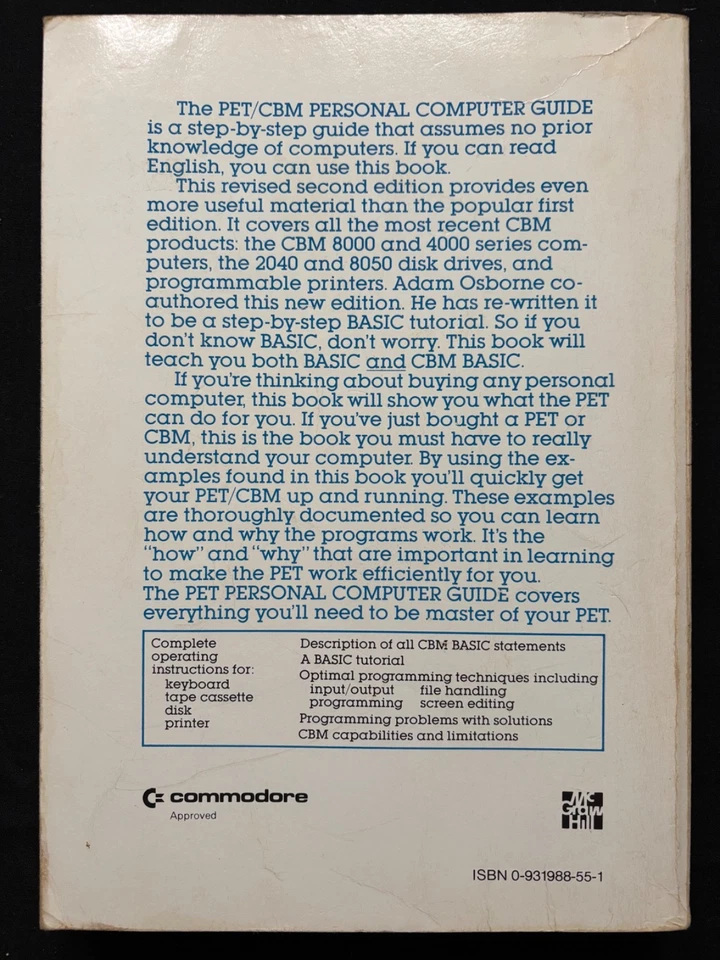 The PET/CBM PERSONAL COMPUTER GUIDE
is a step-by-step guide that assumes no prior
knowledge of computers. If you can read
English, you can use this book.
This revised second edition provides even
more useful material than the popular first
edition. It covers all the most recent CBM
products: the CBM 8000 and 4000 series com-
puters, the 2040 and 8050 disk drives, and
programmable printers. Adam Osborne co-
authored this new edition. He has re-written it
to be a step-by-step BASIC tutorial. So if you
don't know BASIC, don't worry. This book will
teach you both BASIC and CBM BASIC.
If you're thinking about buying any personal
computer, this book will show you what the PET
can do for you. If you've just bought a PET or
CBM, this is the book you must have to really
understand your computer. By using the ex-
amples found in this book you'll quickly get
your PET/CBM up and running. These examples
are thoroughly documented so you can learn
how and why the programs work. It's the
"how" and "why" that are important in learning
to make the PET work efficiently for you.
The PET PERSONAL COMPUTER GUIDE covers
everything you'll need to be master of your PET.
Complete
operating
instructions for:
keyboard
tape cassette
disk
printer
Description of all CBM BASIC statements
A BASIC tutorial
Optimal programming techniques including
input/output file handling
programming screen editing
Programming problems with solutions
CBM capabilities and limitations
commodore
Approved
Mc
Graw
Hill
ISBN 0-931988-55-1